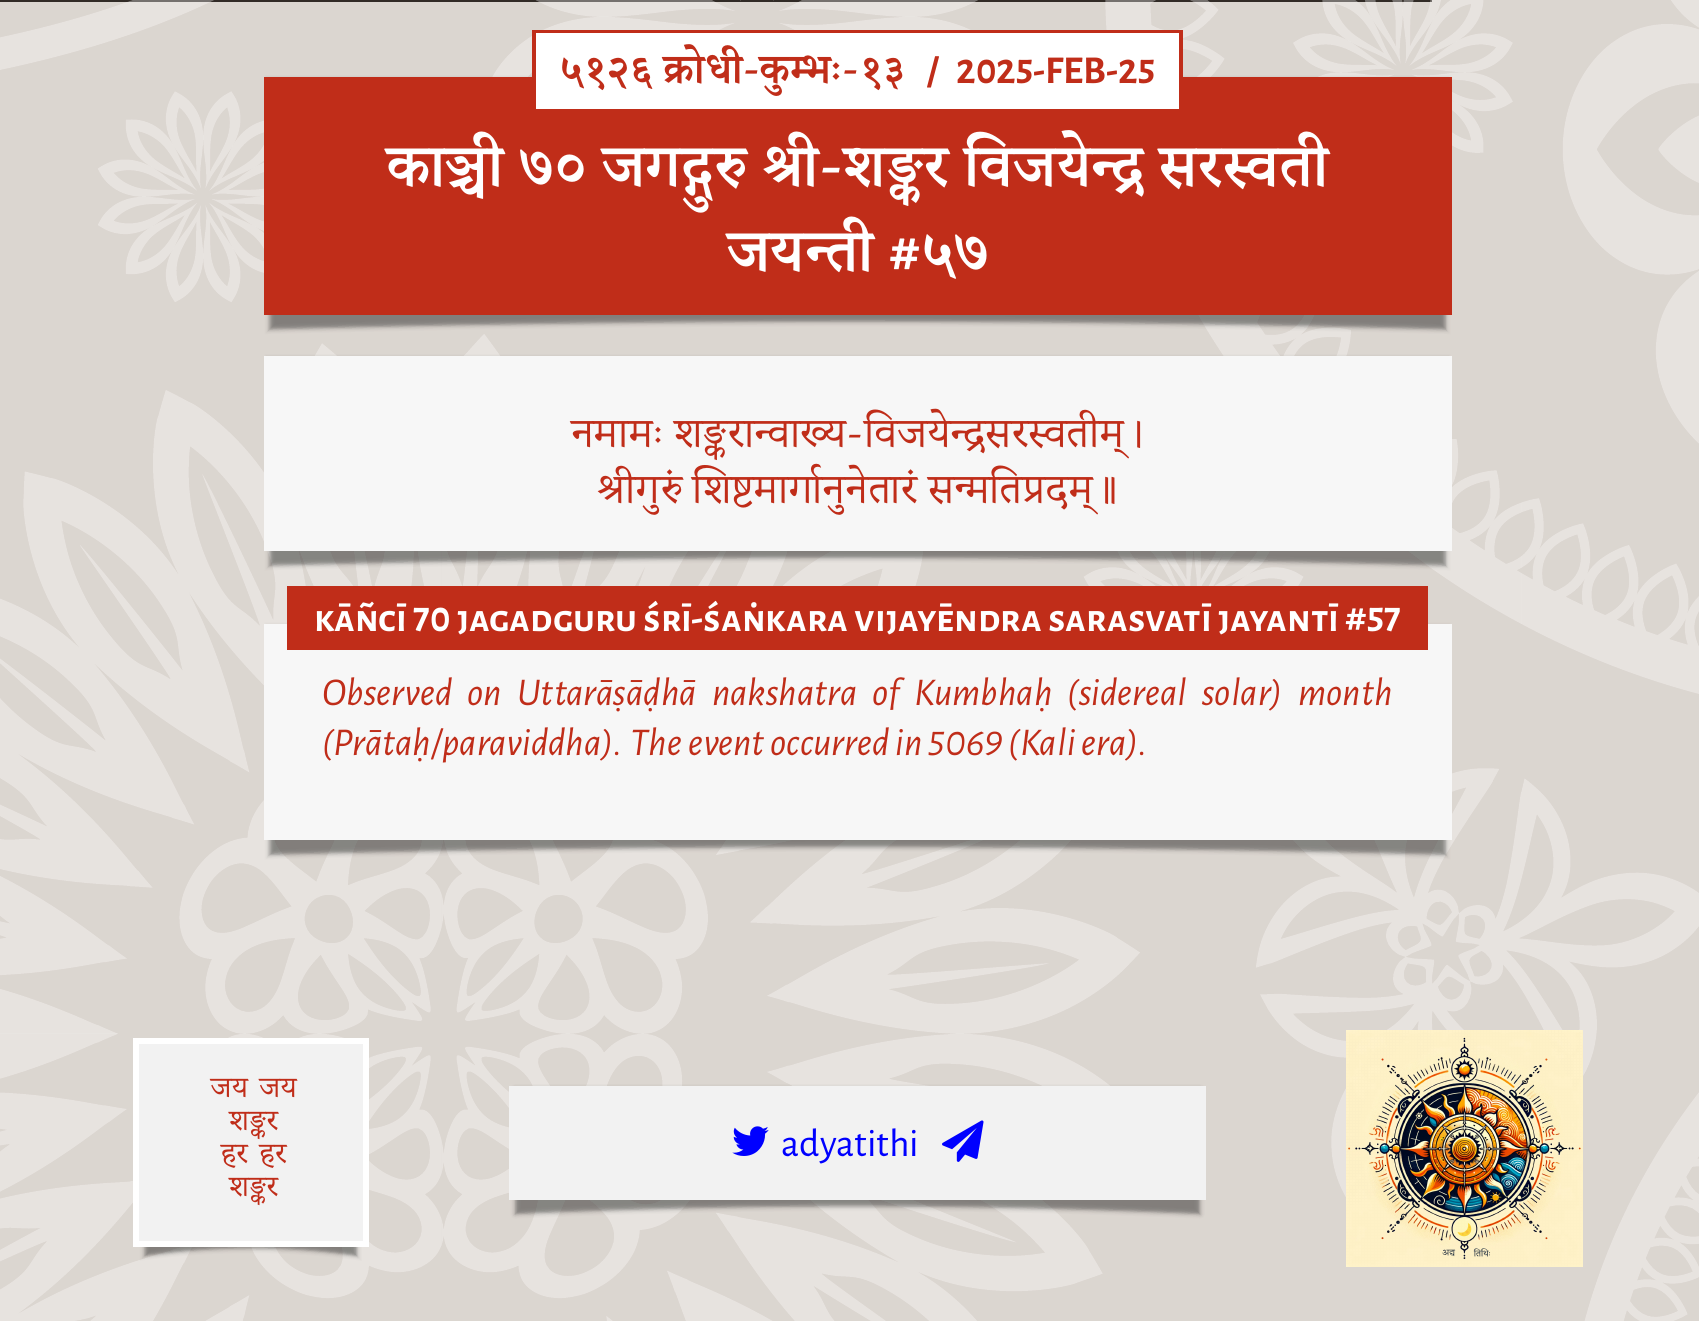 ५१२६ क्रोधी-कुम्भः-१३ / 2025-FEB-25
काञ्ची ७० जगद्गुरु श्री-शङ्कर विजयेन्द्र सरस्वती
जयन्ती #५७
नमामः शङ्करान्वाख्य-विजयेन्द्रसरस्वतीम्।
श्रीगुरुं शिष्टमार्गानुनेतारं सन्मतिप्रदम्॥
KĀÑCĪ 70 JAGADGURU ŚRĪ-ŚAṄKARA VIJAYĒNDRA SARASVATĪ JAYANTĪ #57
Observed on Uttarāṣāḍhā nakshatra of Kumbhaḥ (sidereal solar) month
(Prātaḥ/paraviddha). The event occurred in 5069 (Kali era).
जय जय
शङ्कर
हर हर
शङ्कर
adyatithi
अद्य तिथिः